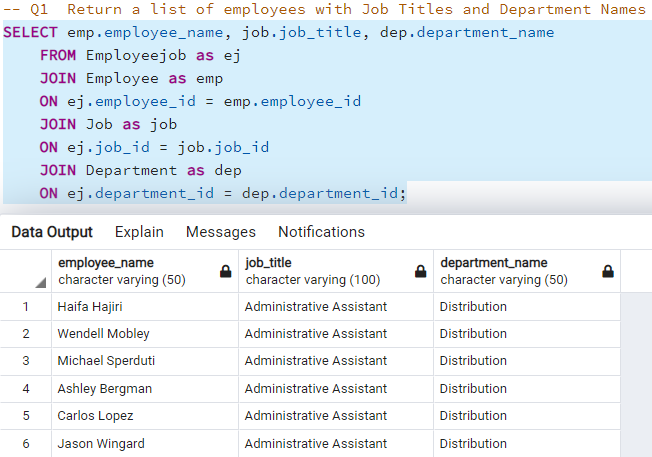 -- Q1  Return a list of employees with Job Titles and Department Names
SELECT emp.employee_name, job.job_title, dep.department_name
    FROM Employeejob as ej
    JOIN Employee as emp
    ON ej.employee_id = emp.employee_id
    JOIN Job as job
    ON ej.job_id = job.job_id
    JOIN Department as dep
    ON ej.department_id = dep.department_id;
Data Output Explain Messages Notifications
employee_name job_title department_name
character varying (50) character varying (100) character varying (50)
1 Haifa Hajiri Administrative Assistant Distribution
2 Wendell Mobley Administrative Assistant Distribution
3 Michael Sperduti Administrative Assistant Distribution
4 Ashley Bergman Administrative Assistant Distribution
5 Carlos Lopez Administrative Assistant Distribution
6 Jason Wingard Administrative Assistant Distribution